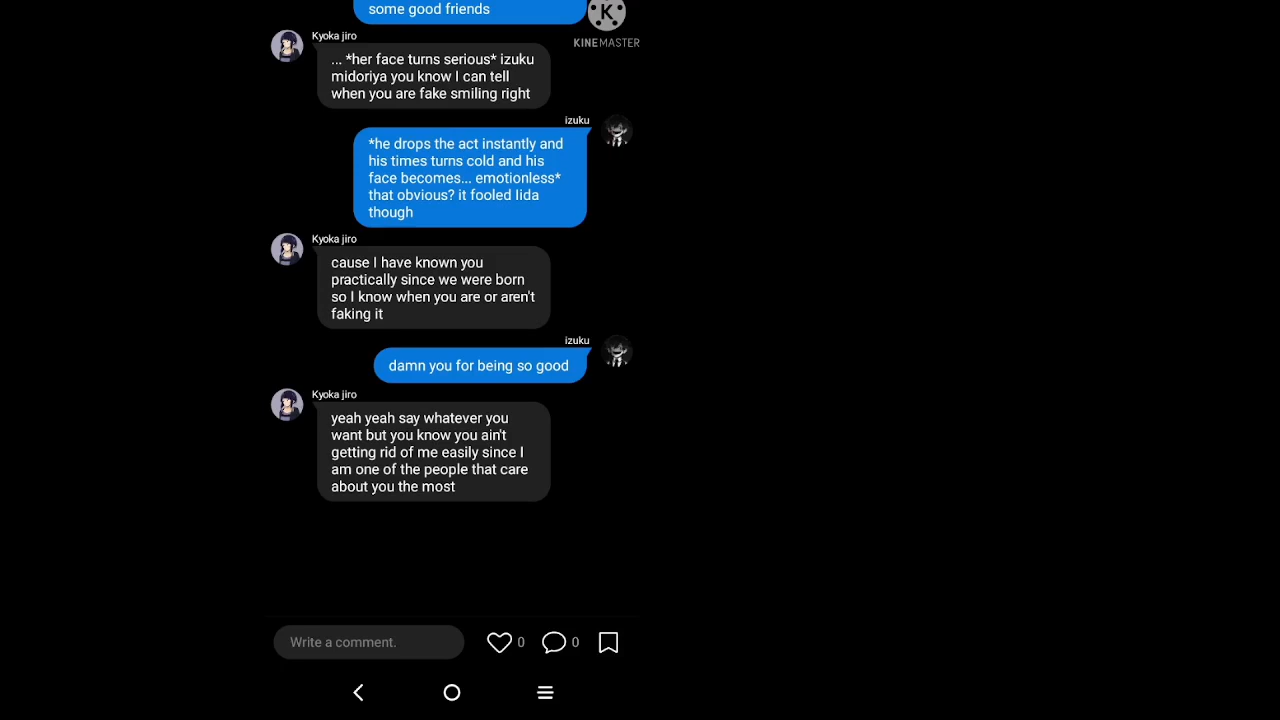 some good friends
K
KINEMASTER
Kyoka jiro
... *her face turns serious* izuku
midoriya you know I can tell
when you are fake smiling right
izuku
*he drops the act instantly and
his times turns cold and his
face becomes... emotionless*
that obvious? it fooled lida
though
Kyoka jiro
cause I have known you
practically since we were born
so I know when you are or aren't
faking it
izuku
damn you for being so good
Kyoka jiro
yeah yeah say whatever you
want but you know you ain't
getting rid of me easily since I
am one of the people that care
about you the most
Write a comment.
0
0